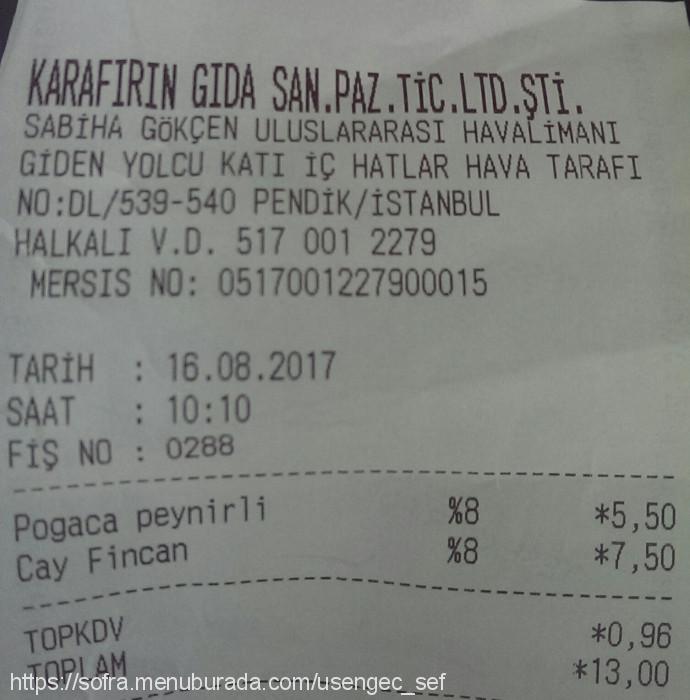 KARAFIRIN GIDA SAN.PAZ.TİC.LTD.ŞTİ.
SABİHA GÖKÇEN ULUSLARARASI HAVALİMANI
GİDEN YOLCU KATI İÇ HATLAR HAVA TARAFI
NO:DL/539-540 PENDİK/İSTANBUL
HALKALI V.D. 517 001 2279
MERSIS NO: 0517001227900015
TARİH : 16.08.2017
SAAT : 10:10
FİŞ NO : 0288
Pogaca peynirli %8 *5,50
Cay Fincan %8 *7,50
TOPKDV *0,96
TOPLAM *13,00
https://sofra.menuburada.com/usengec_sef